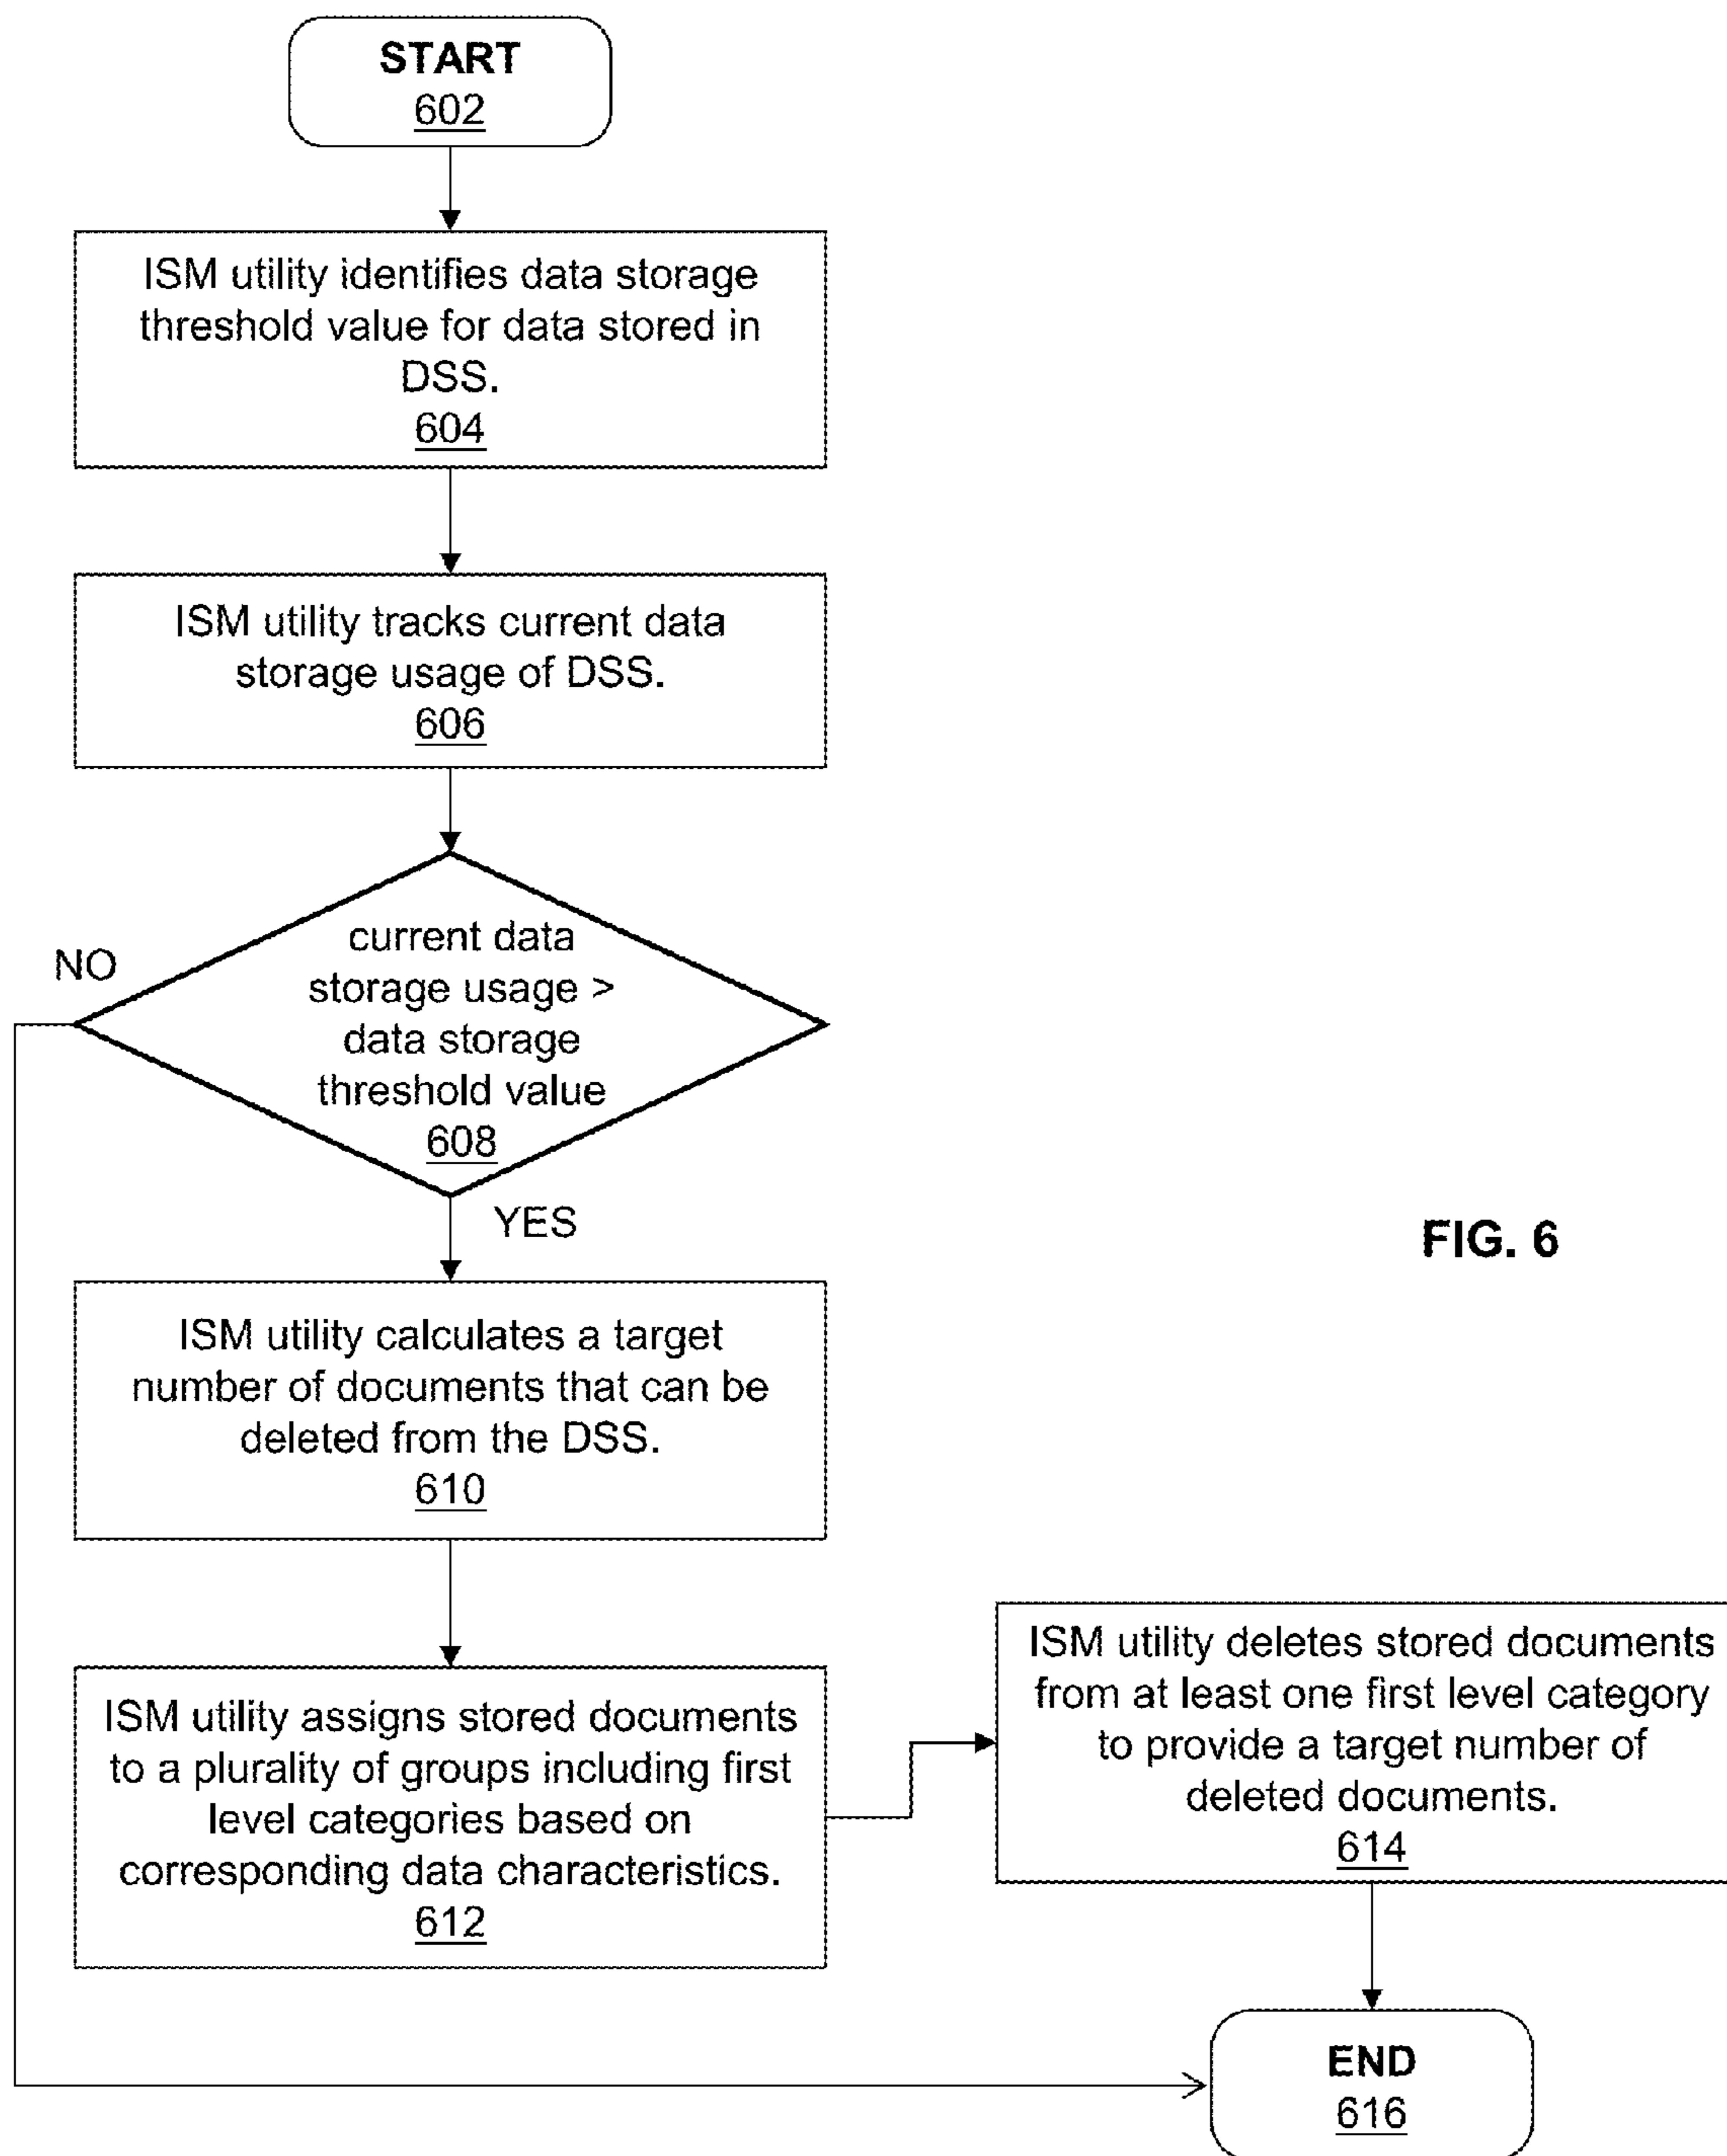 START
602
ISM utility identifies data storage
threshold value for data stored in
DSS.
604
ISM utility tracks current data
storage usage of DSS.
606
current data
storage usage >
data storage
threshold value
608
NO
YES
ISM utility calculates a target
number of documents that can be
deleted from the DSS.
610
ISM utility assigns stored documents
to a plurality of groups including first
level categories based on
corresponding data characteristics.
612
ISM utility deletes stored documents
from at least one first level category
to provide a target number of
deleted documents.
614
END
616
FIG. 6